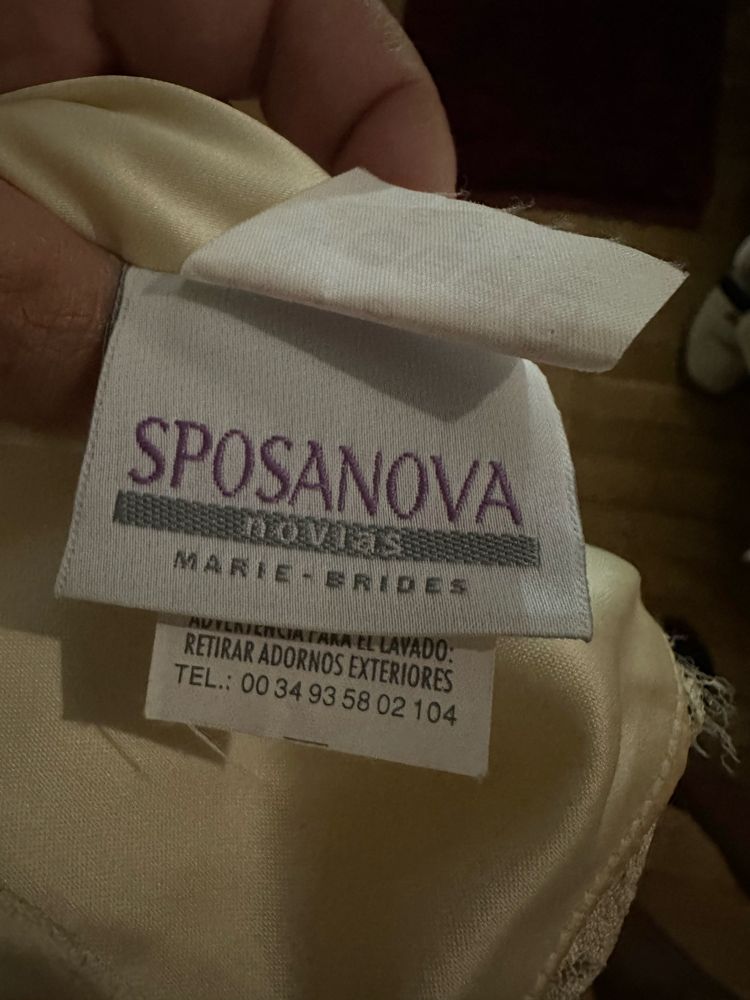 SPOSANOVA
novias
MARIE-BRIDES
ADVERTENCIA PARA EL LAVADO:
RETIRAR ADORNOS EXTERIORES
TEL.: 00 34 93 58 02 104